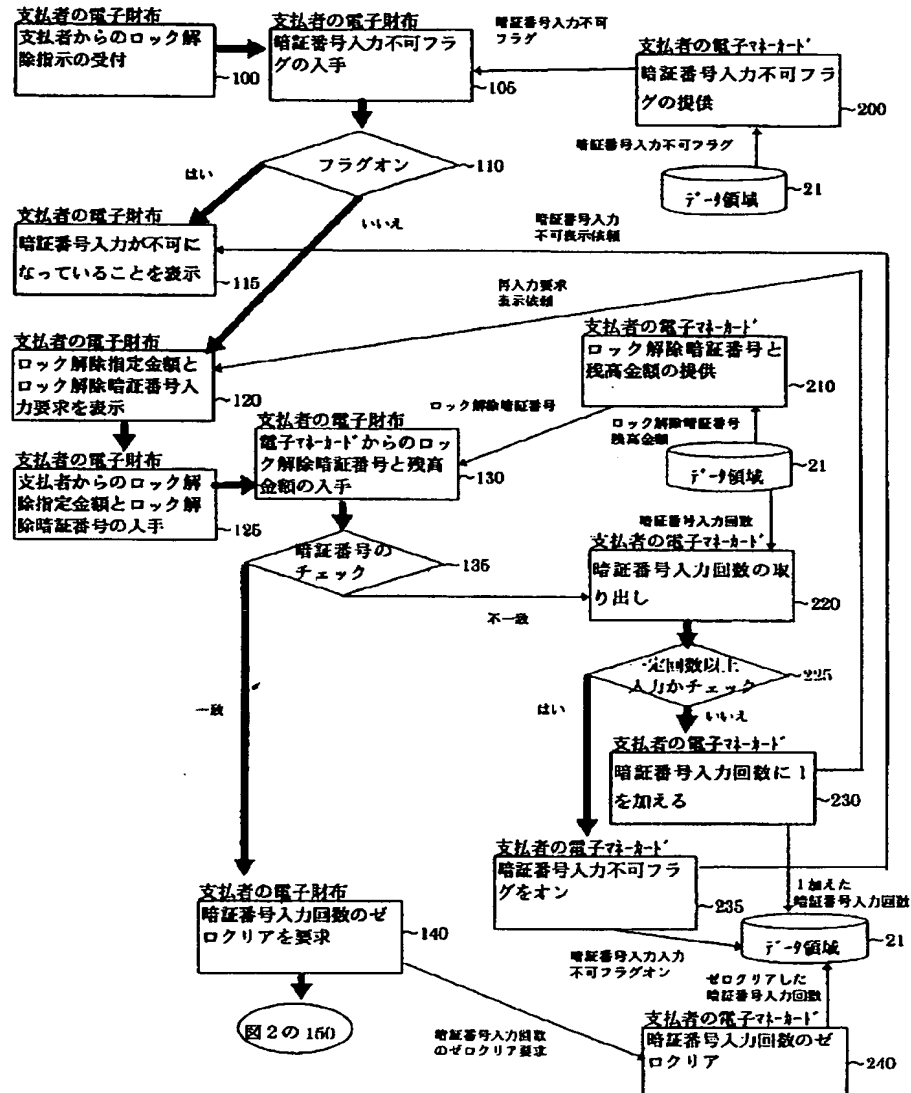 支払者の電子財布
支払者からのロック解
除指示の受付
100
支払者の電子財布
暗証番号入力不可フラ
グの入手
105
暗証番号入力不可
フラグ
支払者の電子マネーカード
暗証番号入力不可フラ
グの提供
200
暗証番号入力不可フラグ
データ領域
21
フラグオン
110
はい
いいえ
支払者の電子財布
暗証番号入力が不可に
なっていることを表示
115
暗証番号入力
不可表示依頼
再入力要求
表示依頼
支払者の電子財布
ロック解除指定金額と
ロック解除暗証番号入
力要求を表示
120
支払者の電子マネーカード
ロック解除暗証番号と
残高金額の提供
210
ロック解除暗証番号
ロック解除暗証番号
残高金額
データ領域
21
支払者の電子財布
支払者からのロック解
除指定金額とロック解
除暗証番号の入手
125
支払者の電子財布
電子マネーカードからのロッ
ク解除暗証番号と残高
金額の入手
130
暗証番号入力回数
暗証番号の
チェック
135
不一致
一致
支払者の電子マネーカード
暗証番号入力回数の取
り出し
220
一定回数以上
入力かチェック
225
はい
いいえ
支払者の電子マネーカード
暗証番号入力回数に1
を加える
230
支払者の電子マネーカード
暗証番号入力不可フラ
グをオン
235
1加えた
暗証番号入力回数
データ領域
21
暗証番号入力入力
不可フラグオン
ゼロクリアした
暗証番号入力回数
支払者の電子財布
暗証番号入力回数のゼ
ロクリアを要求
140
図2の150
暗証番号入力回数
のゼロクリア要求
支払者の電子マネーカード
暗証番号入力回数のゼ
ロクリア
240